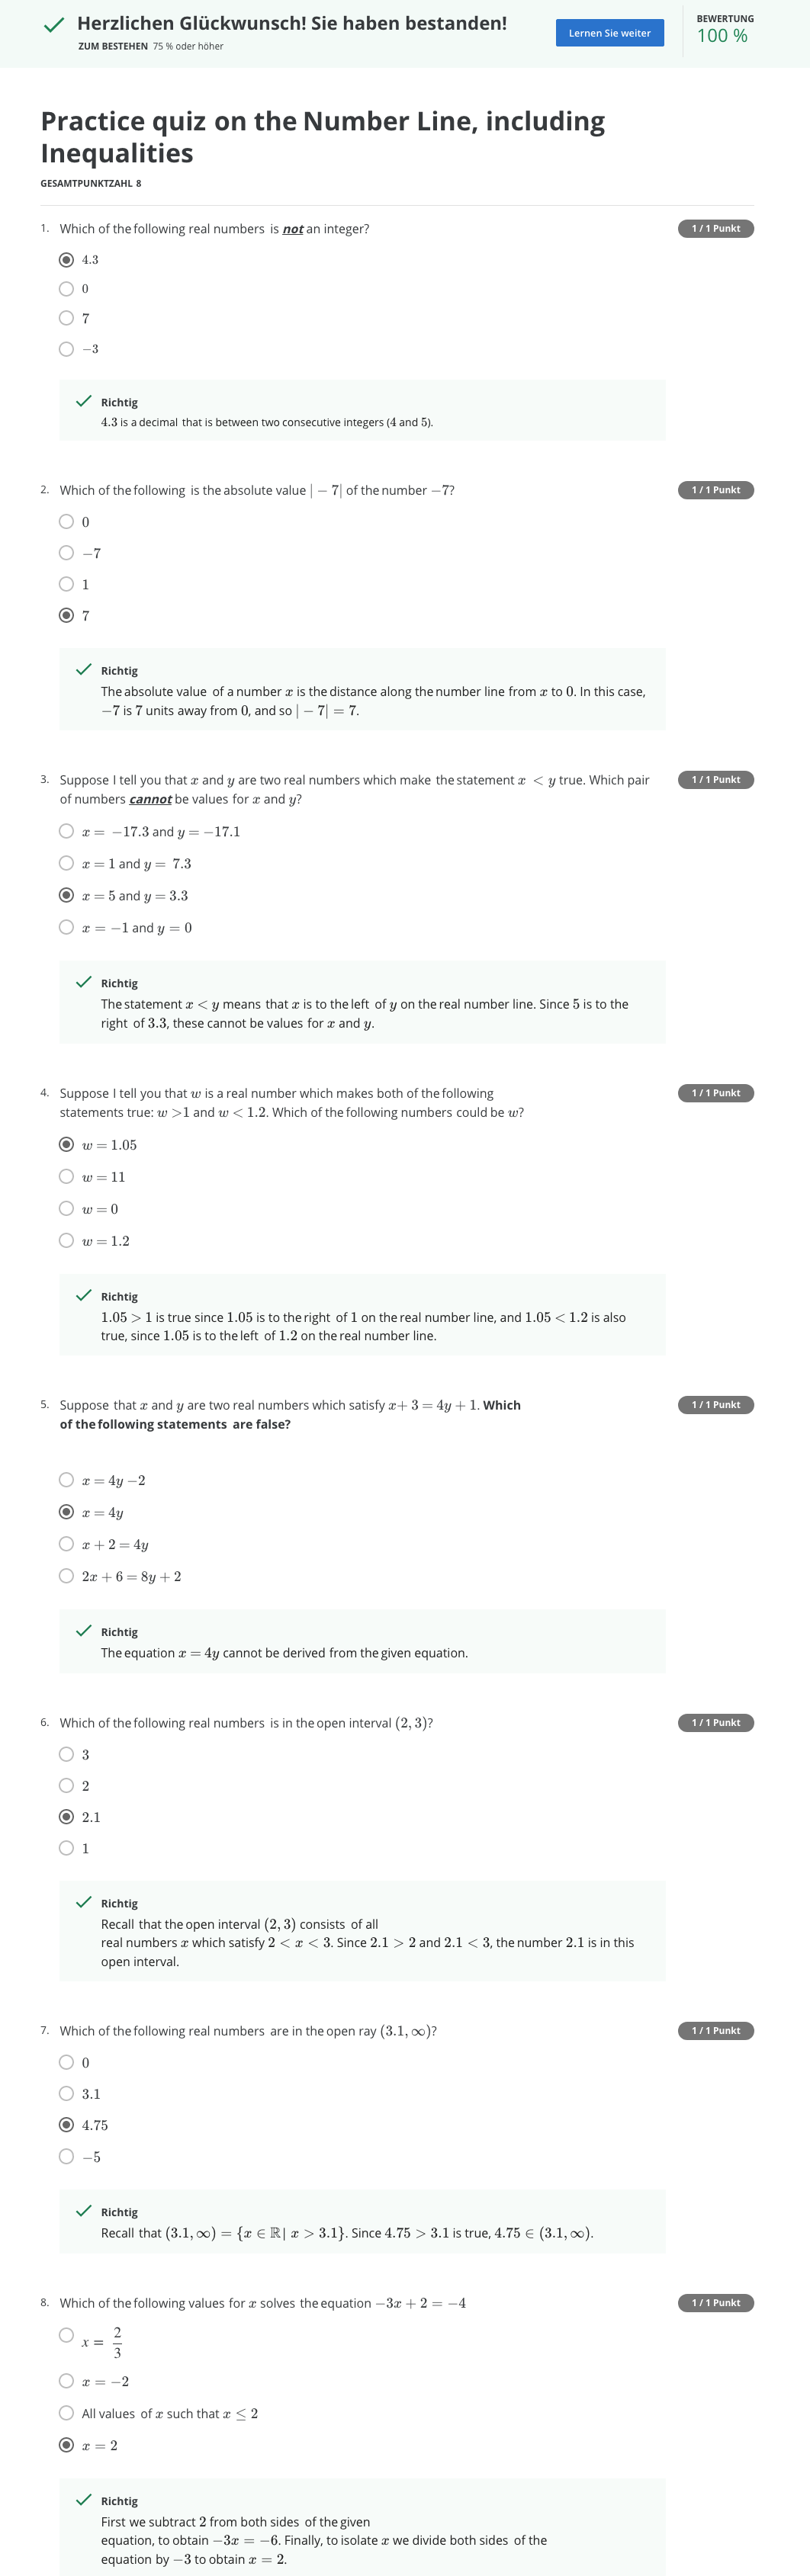 Herzlichen Glückwunsch! Sie haben bestanden!
ZUM BESTEHEN 75 % oder höher
Lernen Sie weiter
BEWERTUNG
100 %
Practice quiz on the Number Line, including
Inequalities
GESAMTPUNKTZAHL 8
1. Which of the following real numbers is not an integer?
1 / 1 Punkt
4.3
0
7
−3
Richtig
4.3 is a decimal that is between two consecutive integers (4 and 5).
2. Which of the following is the absolute value | − 7| of the number −7?
1 / 1 Punkt
0
−7
1
7
Richtig
The absolute value of a number x is the distance along the number line from x to 0. In this case,
−7 is 7 units away from 0, and so | − 7| = 7.
3. Suppose I tell you that x and y are two real numbers which make the statement x < y true. Which pair
of numbers cannot be values for x and y?
1 / 1 Punkt
x = −17.3 and y = −17.1
x = 1 and y = 7.3
x = 5 and y = 3.3
x = −1 and y = 0
Richtig
The statement x < y means that x is to the left of y on the real number line. Since 5 is to the
right of 3.3, these cannot be values for x and y.
4. Suppose I tell you that w is a real number which makes both of the following
statements true: w >1 and w < 1.2. Which of the following numbers could be w?
1 / 1 Punkt
w = 1.05
w = 11
w = 0
w = 1.2
Richtig
1.05 > 1 is true since 1.05 is to the right of 1 on the real number line, and 1.05 < 1.2 is also
true, since 1.05 is to the left of 1.2 on the real number line.
5. Suppose that x and y are two real numbers which satisfy x+ 3 = 4y + 1. Which
of the following statements are false?
1 / 1 Punkt
x = 4y −2
x = 4y
x + 2 = 4y
2x + 6 = 8y + 2
Richtig
The equation x = 4y cannot be derived from the given equation.
6. Which of the following real numbers is in the open interval (2, 3)?
1 / 1 Punkt
3
2
2.1
1
Richtig
Recall that the open interval (2, 3) consists of all
real numbers x which satisfy 2 < x < 3. Since 2.1 > 2 and 2.1 < 3, the number 2.1 is in this
open interval.
7. Which of the following real numbers are in the open ray (3.1, ∞)?
1 / 1 Punkt
0
3.1
4.75
−5
Richtig
Recall that (3.1, ∞) = {x ∈ ℝ | x > 3.1}. Since 4.75 > 3.1 is true, 4.75 ∈ (3.1, ∞).
8. Which of the following values for x solves the equation −3x + 2 = −4
1 / 1 Punkt
x = 2/3
x = −2
All values of x such that x ≤ 2
x = 2
Richtig
First we subtract 2 from both sides of the given
equation, to obtain −3x = −6. Finally, to isolate x we divide both sides of the
equation by −3 to obtain x = 2.